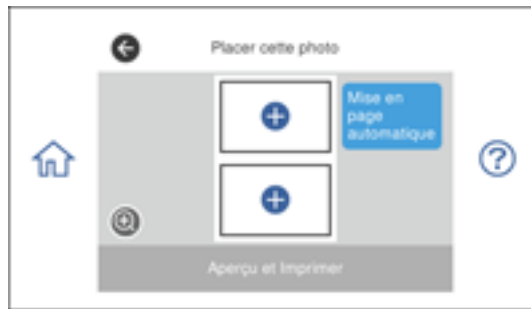 Placer cette photo
Mise en
page
automatique
Aperçu et Imprimer